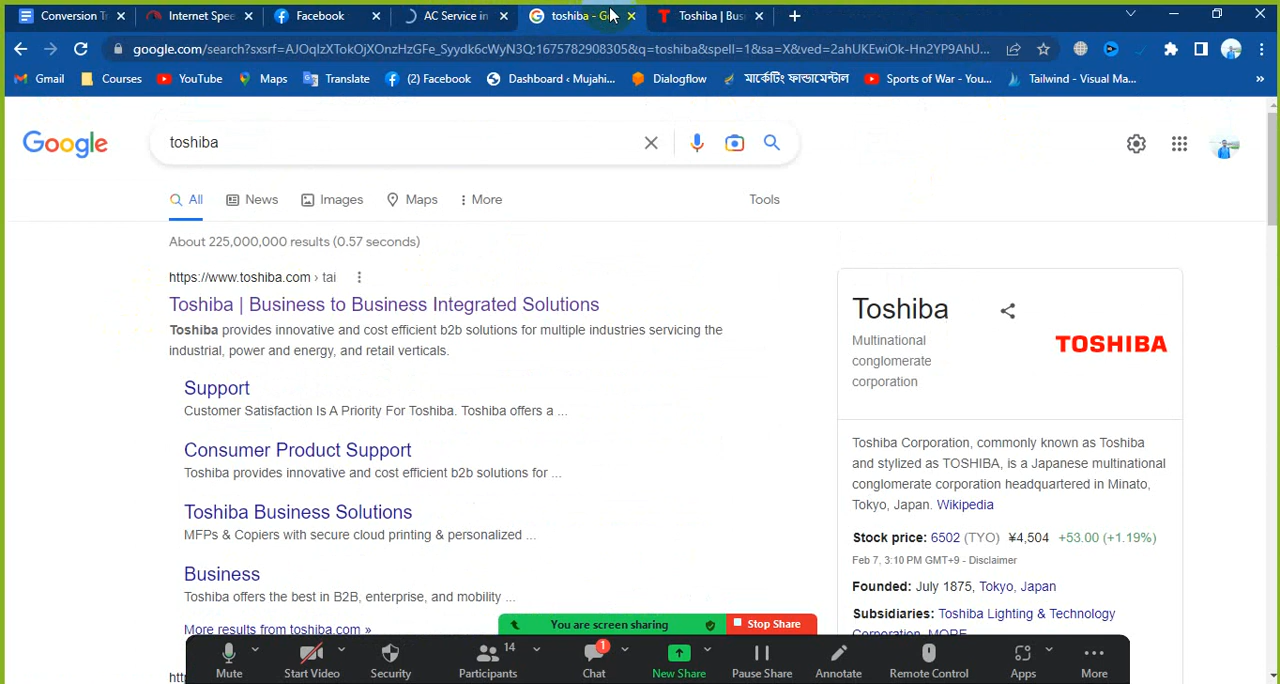 Conversion Tr
Internet Spee
Facebook
AC Service in
toshiba - G
Toshiba | Bus
google.com/search?sxsrf=AJOqlzXTokOjXOnzHzGFe_Syydk6cWyN3Q:1675782908305&q=toshiba&spell=1&sa=X&ved=2ahUKEwiOk-Hn2YP9AhU...
Gmail
Courses
YouTube
Maps
Translate
(2) Facebook
Dashboard ‹ Mujahi...
Dialogflow
মার্কেটিং ফান্ডামেন্টাল
Sports of War - You...
Tailwind - Visual Ma...
»
Google
toshiba
All
News
Images
Maps
More
Tools
About 225,000,000 results (0.57 seconds)
https://www.toshiba.com › tai
Toshiba | Business to Business Integrated Solutions
Toshiba provides innovative and cost efficient b2b solutions for multiple industries servicing the
industrial, power and energy, and retail verticals.
Support
Customer Satisfaction Is A Priority For Toshiba. Toshiba offers a ...
Consumer Product Support
Toshiba provides innovative and cost efficient b2b solutions for ...
Toshiba Business Solutions
MFPs & Copiers with secure cloud printing & personalized ...
Business
Toshiba offers the best in B2B, enterprise, and mobility ...
More results from toshiba.com »
Toshiba
Multinational
conglomerate
corporation
TOSHIBA
Toshiba Corporation, commonly known as Toshiba
and stylized as TOSHIBA, is a Japanese multinational
conglomerate corporation headquartered in Minato,
Tokyo, Japan. Wikipedia
Stock price: 6502 (TYO) ¥4,504 +53.00 (+1.19%)
Feb 7, 3:10 PM GMT+9 - Disclaimer
Founded: July 1875, Tokyo, Japan
Subsidiaries: Toshiba Lighting & Technology
You are screen sharing
Stop Share
Mute
Start Video
Security
14
Participants
1
Chat
New Share
Pause Share
Annotate
Remote Control
Apps
More